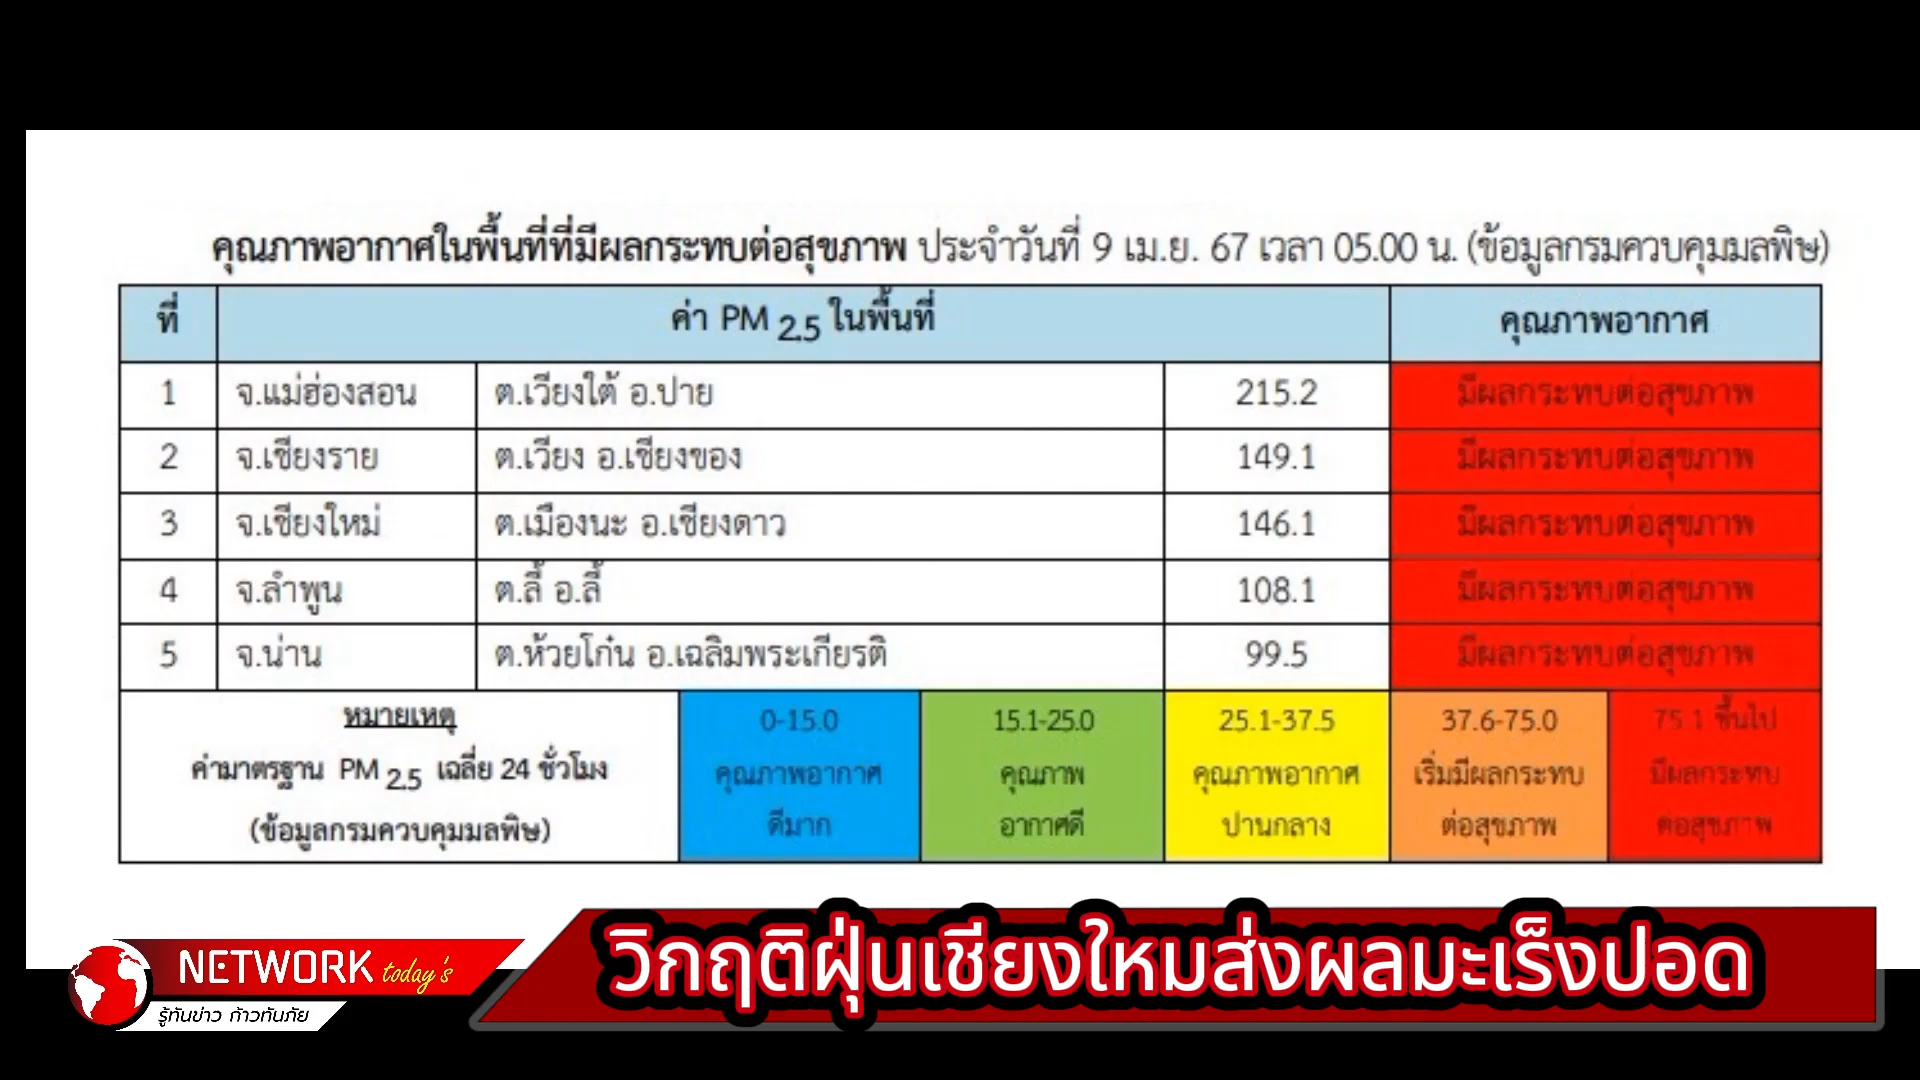 คุณภาพอากาศในพื้นที่ที่มีผลกระทบต่อสุขภาพ ประจำวันที่ 9 เม.ย. 67 เวลา 05.00 น. (ข้อมูลกรมควบคุมมลพิษ)
ที่ ค่า PM 2.5 ในพื้นที่ คุณภาพอากาศ
1 จ.แม่ฮ่องสอน ต.เวียงใต้ อ.ปาย 215.2 มีผลกระทบต่อสุขภาพ
2 จ.เชียงราย ต.เวียง อ.เชียงของ 149.1 มีผลกระทบต่อสุขภาพ
3 จ.เชียงใหม่ ต.เมืองนะ อ.เชียงดาว 146.1 มีผลกระทบต่อสุขภาพ
4 จ.ลำพูน ต.ลี้ อ.ลี้ 108.1 มีผลกระทบต่อสุขภาพ
5 จ.น่าน ต.ห้วยโก๋น อ.เฉลิมพระเกียรติ 99.5 มีผลกระทบต่อสุขภาพ
หมายเหตุ
ค่ามาตรฐาน PM 2.5 เฉลี่ย 24 ชั่วโมง
(ข้อมูลกรมควบคุมมลพิษ)
0-15.0
คุณภาพอากาศ
ดีมาก
15.1-25.0
คุณภาพ
อากาศดี
25.1-37.5
คุณภาพอากาศ
ปานกลาง
37.6-75.0
เริ่มมีผลกระทบ
ต่อสุขภาพ
75.1 ขึ้นไป
มีผลกระทบ
ต่อสุขภาพ
NETWORK today's
รู้ทันข่าว ก้าวทันภัย
วิกฤติฝุ่นเชียงใหมส่งผลมะเร็งปอด